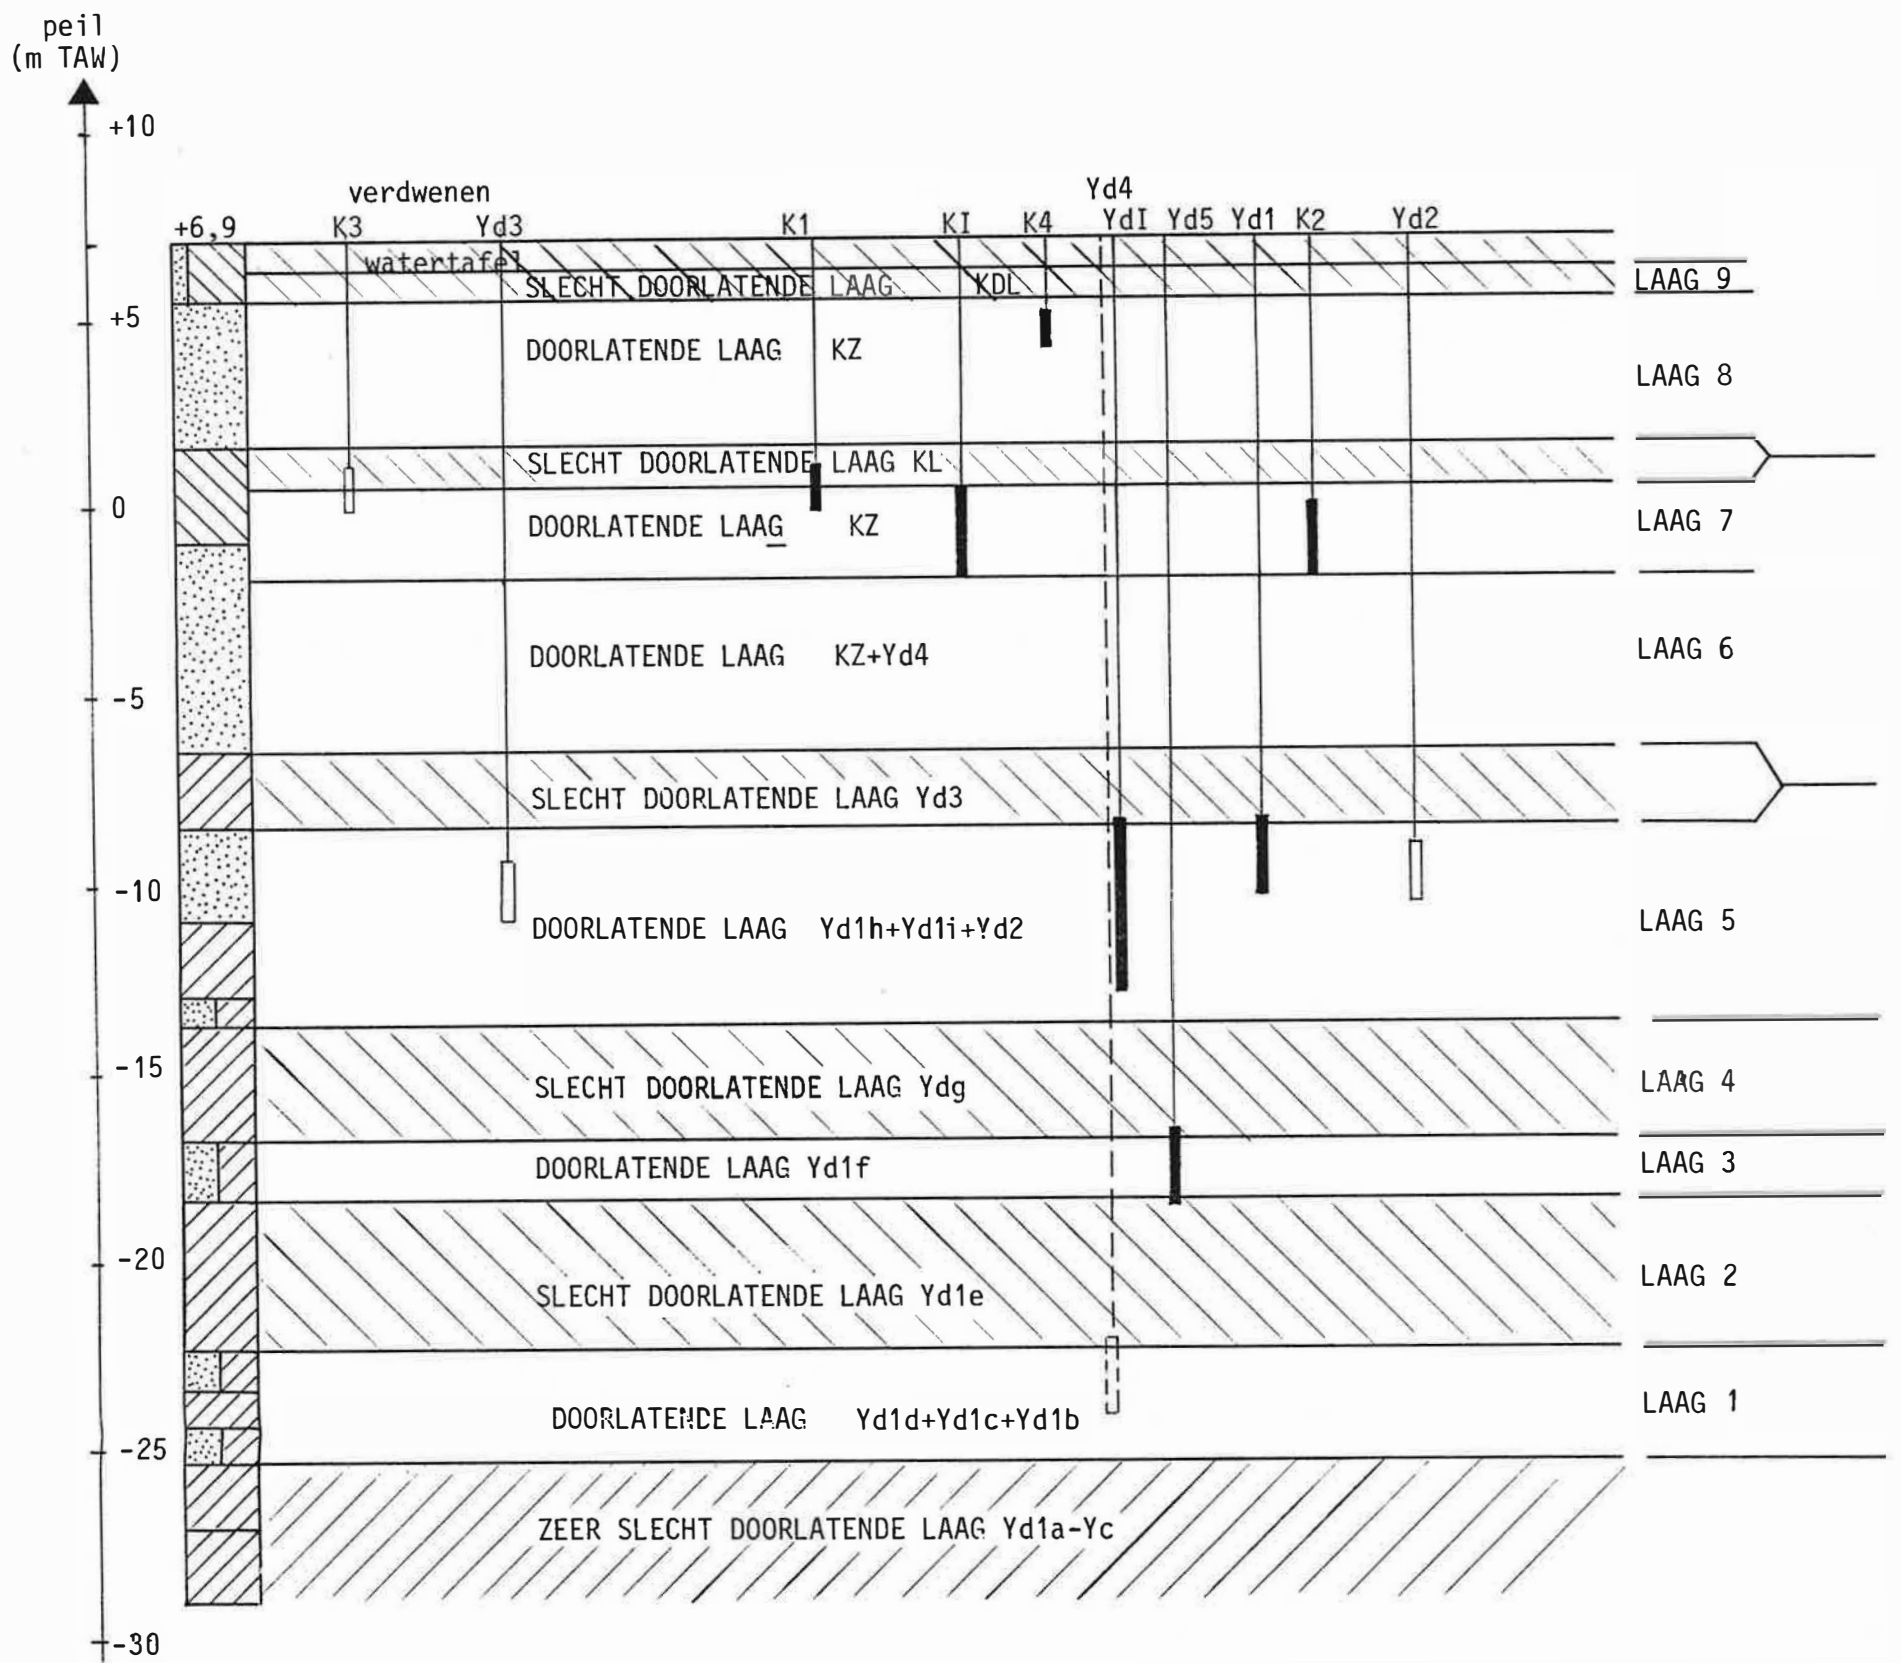 peil
(m TAW)
+10
verdwenen
Yd4
+6,9 K3 Yd3 K1 KI K4 YdI Yd5 Yd1 K2 Yd2
watertafel
SLECHT DOORLATENDE LAAG KDL
LAAG 9
+5
DOORLATENDE LAAG KZ
LAAG 8
SLECHT DOORLATENDE LAAG KL
0
DOORLATENDE LAAG KZ
LAAG 7
DOORLATENDE LAAG KZ+Yd4
LAAG 6
-5
SLECHT DOORLATENDE LAAG Yd3
-10
DOORLATENDE LAAG Yd1h+Yd1i+Yd2
LAAG 5
-15
SLECHT DOORLATENDE LAAG Ydg
LAAG 4
DOORLATENDE LAAG Yd1f
LAAG 3
-20
SLECHT DOORLATENDE LAAG Yd1e
LAAG 2
DOORLATENDE LAAG Yd1d+Yd1c+Yd1b
LAAG 1
-25
ZEER SLECHT DOORLATENDE LAAG Yd1a-Yc
-30